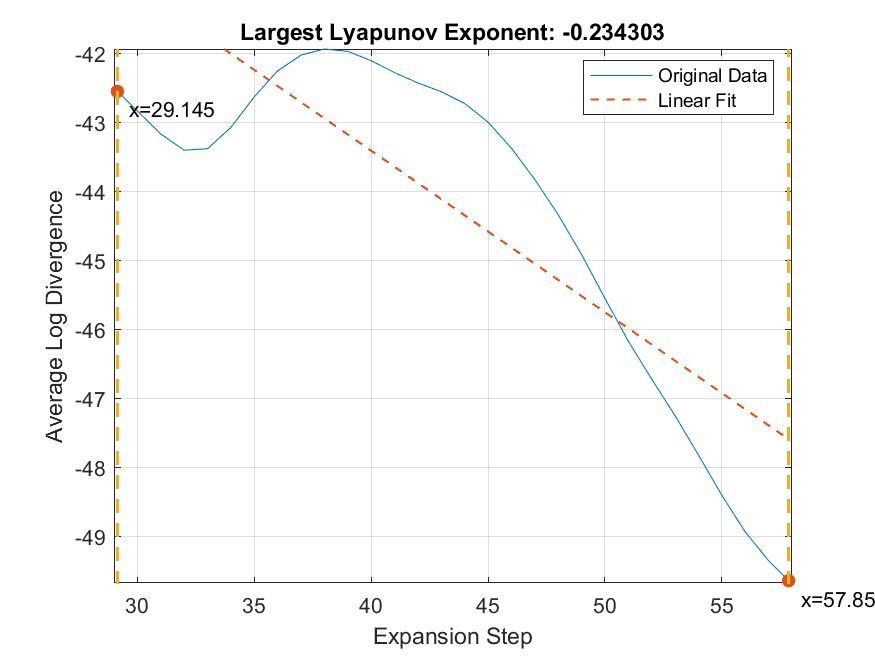 Largest Lyapunov Exponent: -0.234303
-42
-43
-44
-45
-46
-47
-48
-49
Average Log Divergence
x=29.145
Original Data
Linear Fit
x=57.85
30 35 40 45 50 55
Expansion Step